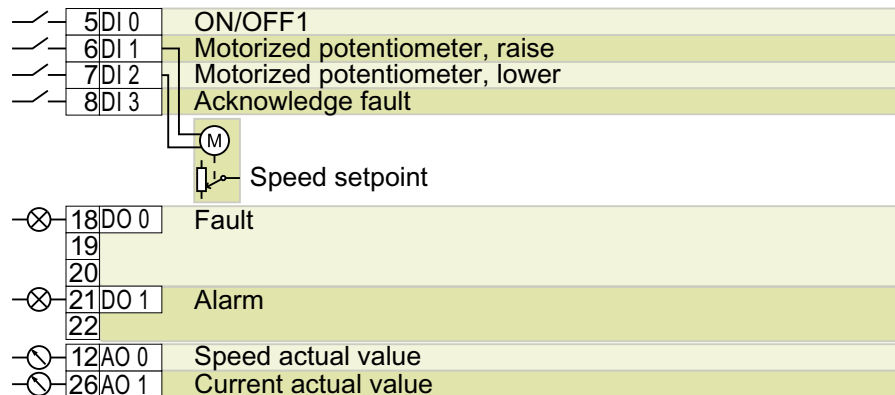 5 DI 0 ON/OFF1
6 DI 1 Motorized potentiometer, raise
7 DI 2 Motorized potentiometer, lower
8 DI 3 Acknowledge fault
M
Speed setpoint
18 DO 0 Fault
19
20
21 DO 1 Alarm
22
12 AO 0 Speed actual value
26 AO 1 Current actual value